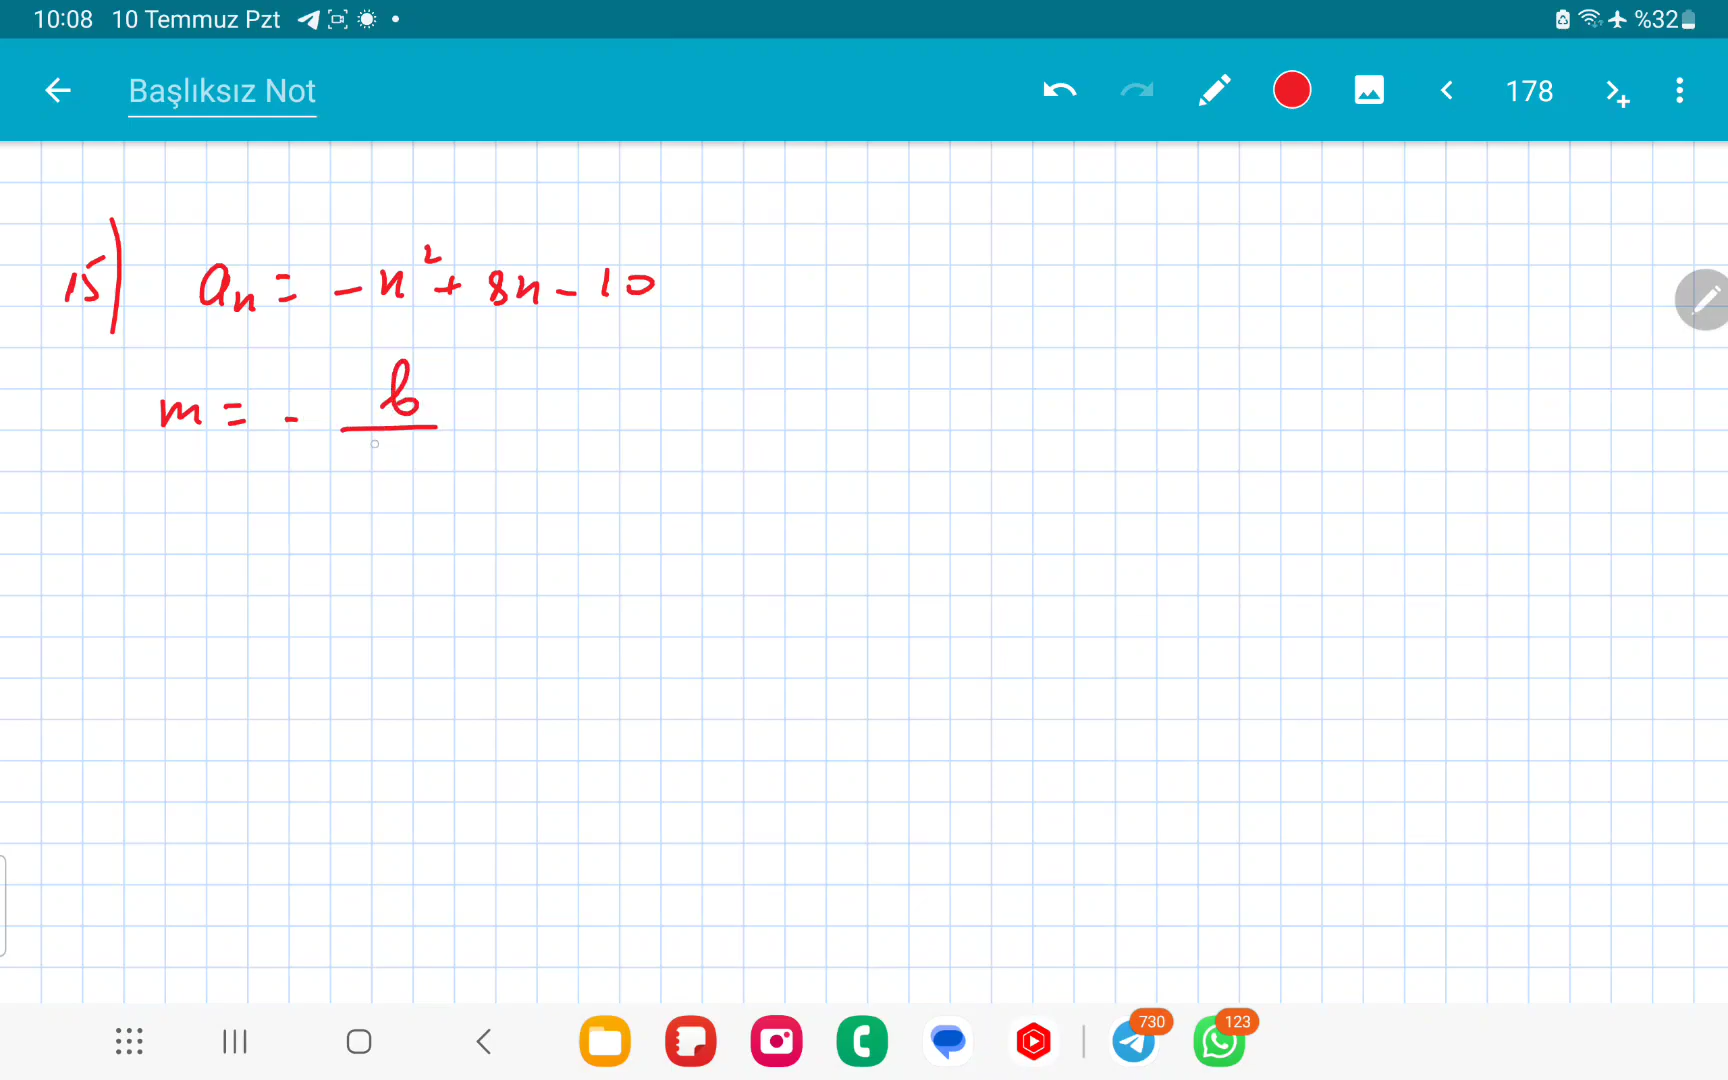 10:08 10 Temmuz Pzt %32
Başlıksız Not 178
15) aₙ = -n² + 8n - 10
m = - b
730 123